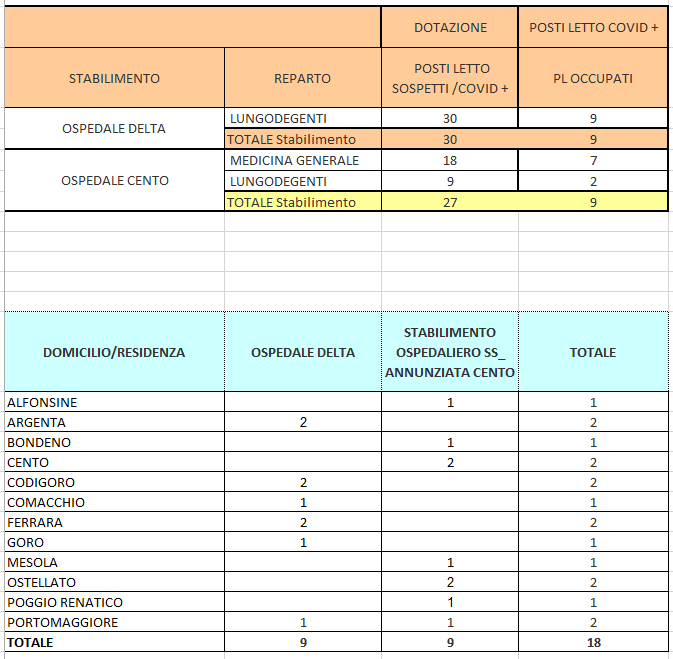 DOTAZIONE POSTI LETTO COVID +
STABILIMENTO REPARTO POSTI LETTO SOSPETTI /COVID + PL OCCUPATI
OSPEDALE DELTA LUNGODEGENTI 30 9
TOTALE Stabilimento 30 9
OSPEDALE CENTO MEDICINA GENERALE 18 7
LUNGODEGENTI 9 2
TOTALE Stabilimento 27 9
DOMICILIO/RESIDENZA OSPEDALE DELTA STABILIMENTO OSPEDALIERO SS_ ANNUNZIATA CENTO TOTALE
ALFONSINE 1 1
ARGENTA 2 2
BONDENO 1 1
CENTO 2 2
CODIGORO 2 2
COMACCHIO 1 1
FERRARA 2 2
GORO 1 1
MESOLA 1 1
OSTELLATO 2 2
POGGIO RENATICO 1 1
PORTOMAGGIORE 1 1 2
TOTALE 9 9 18